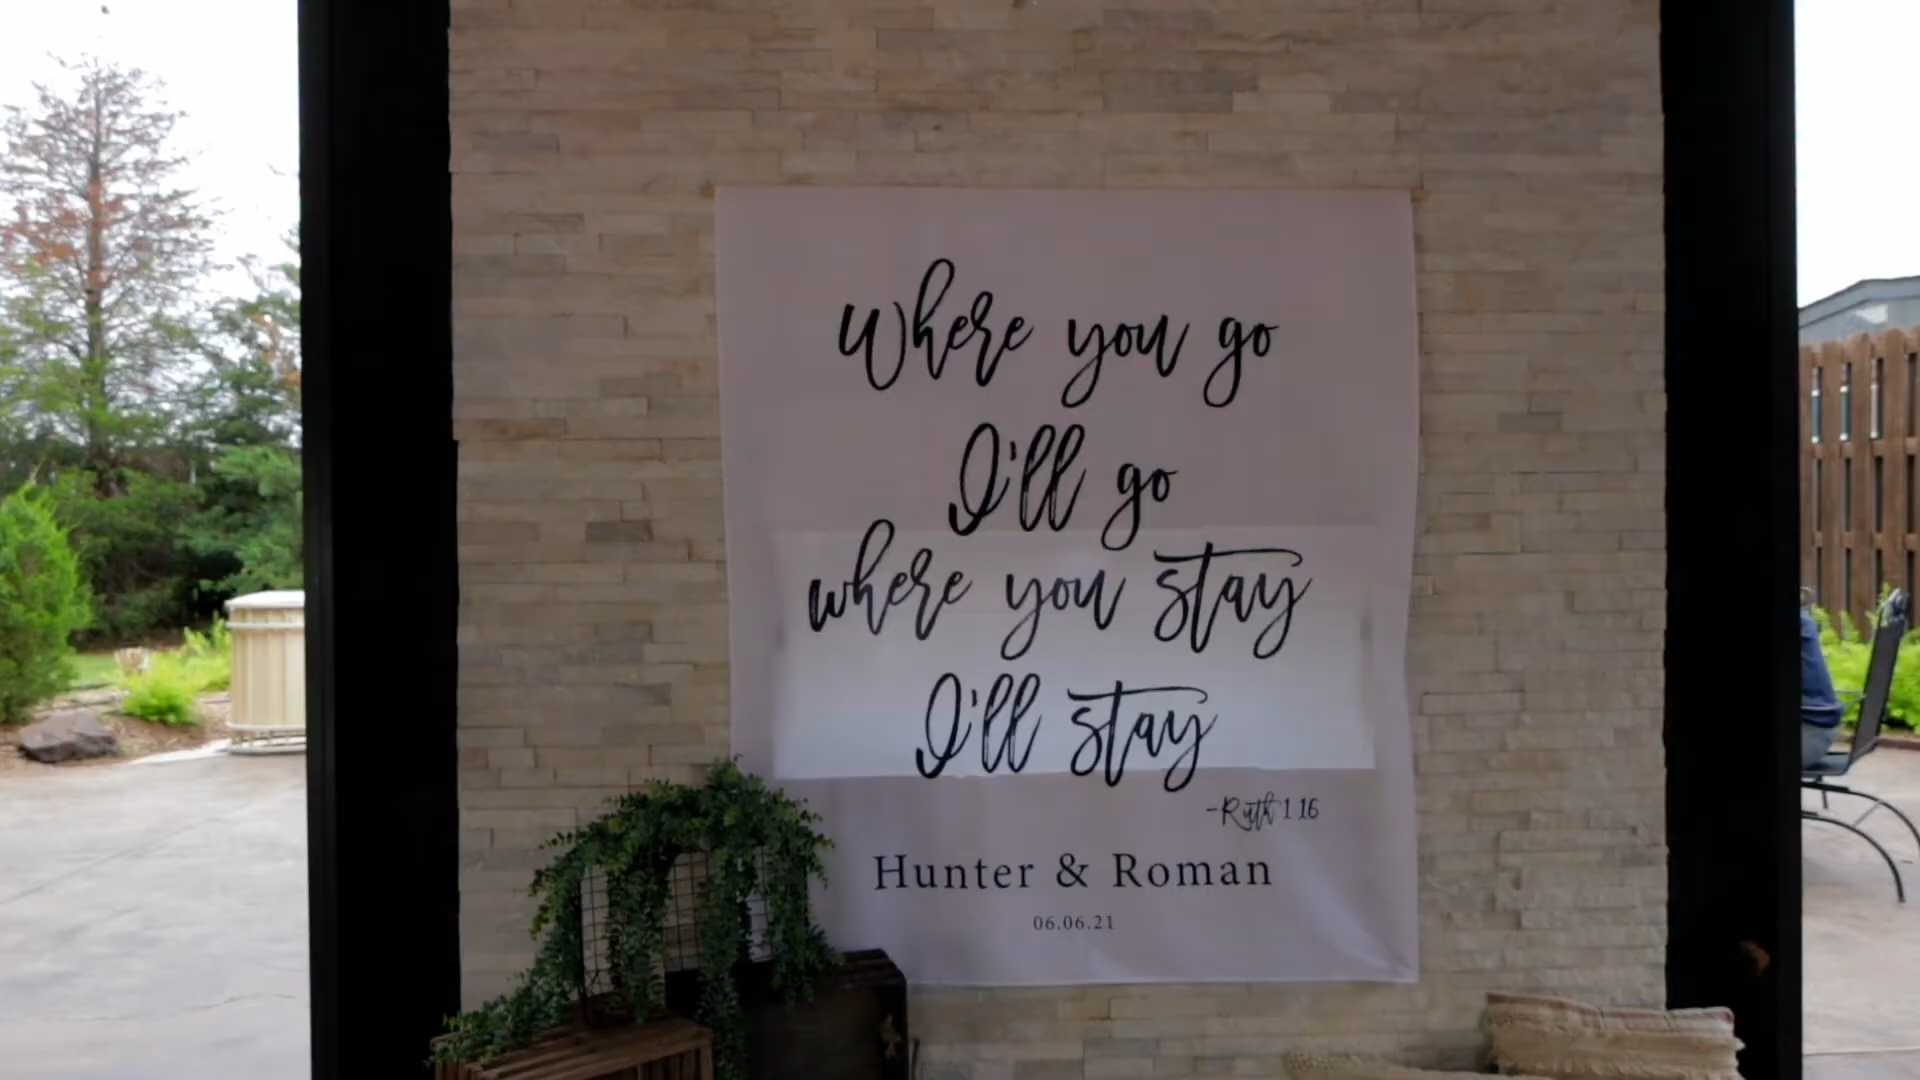 Where you go
I'll go
where you stay
I'll stay
-Ruth 1 16
Hunter & Roman
06.06.21